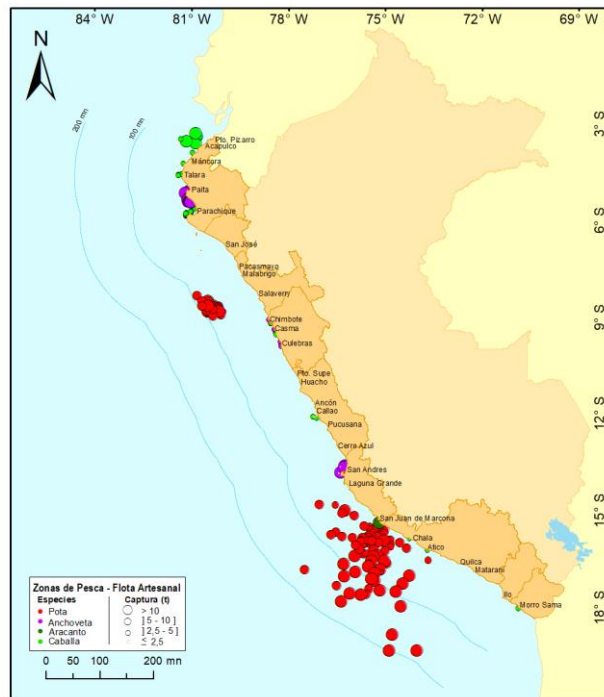 84° W 81° W 78° W 75° W 72° W 69° W
N
200 mn
100 mn
3° S
Pto. Pizarro
Acapulco
Máncora
Talara
Paita
6° S
Parachique
San José
Pacasmayo
Malabrigo
Salaverry
9° S
Chimbote
Casma
Culebras
Pto. Supe
Huacho
12° S
Ancón
Callao
Pucusana
Cerro Azul
San Andres
Laguna Grande
15° S
San Juan de Marcona
Chala
Atico
Quilca
Matarani
Ilo
Morro Sama
18° S
Zonas de Pesca - Flota Artesanal
Especies Captura (t)
Pota > 10
Anchoveta ] 5 - 10 ]
Aracanto ] 2,5 - 5 ]
Caballa ≤ 2,5
0 50 100 200 mn